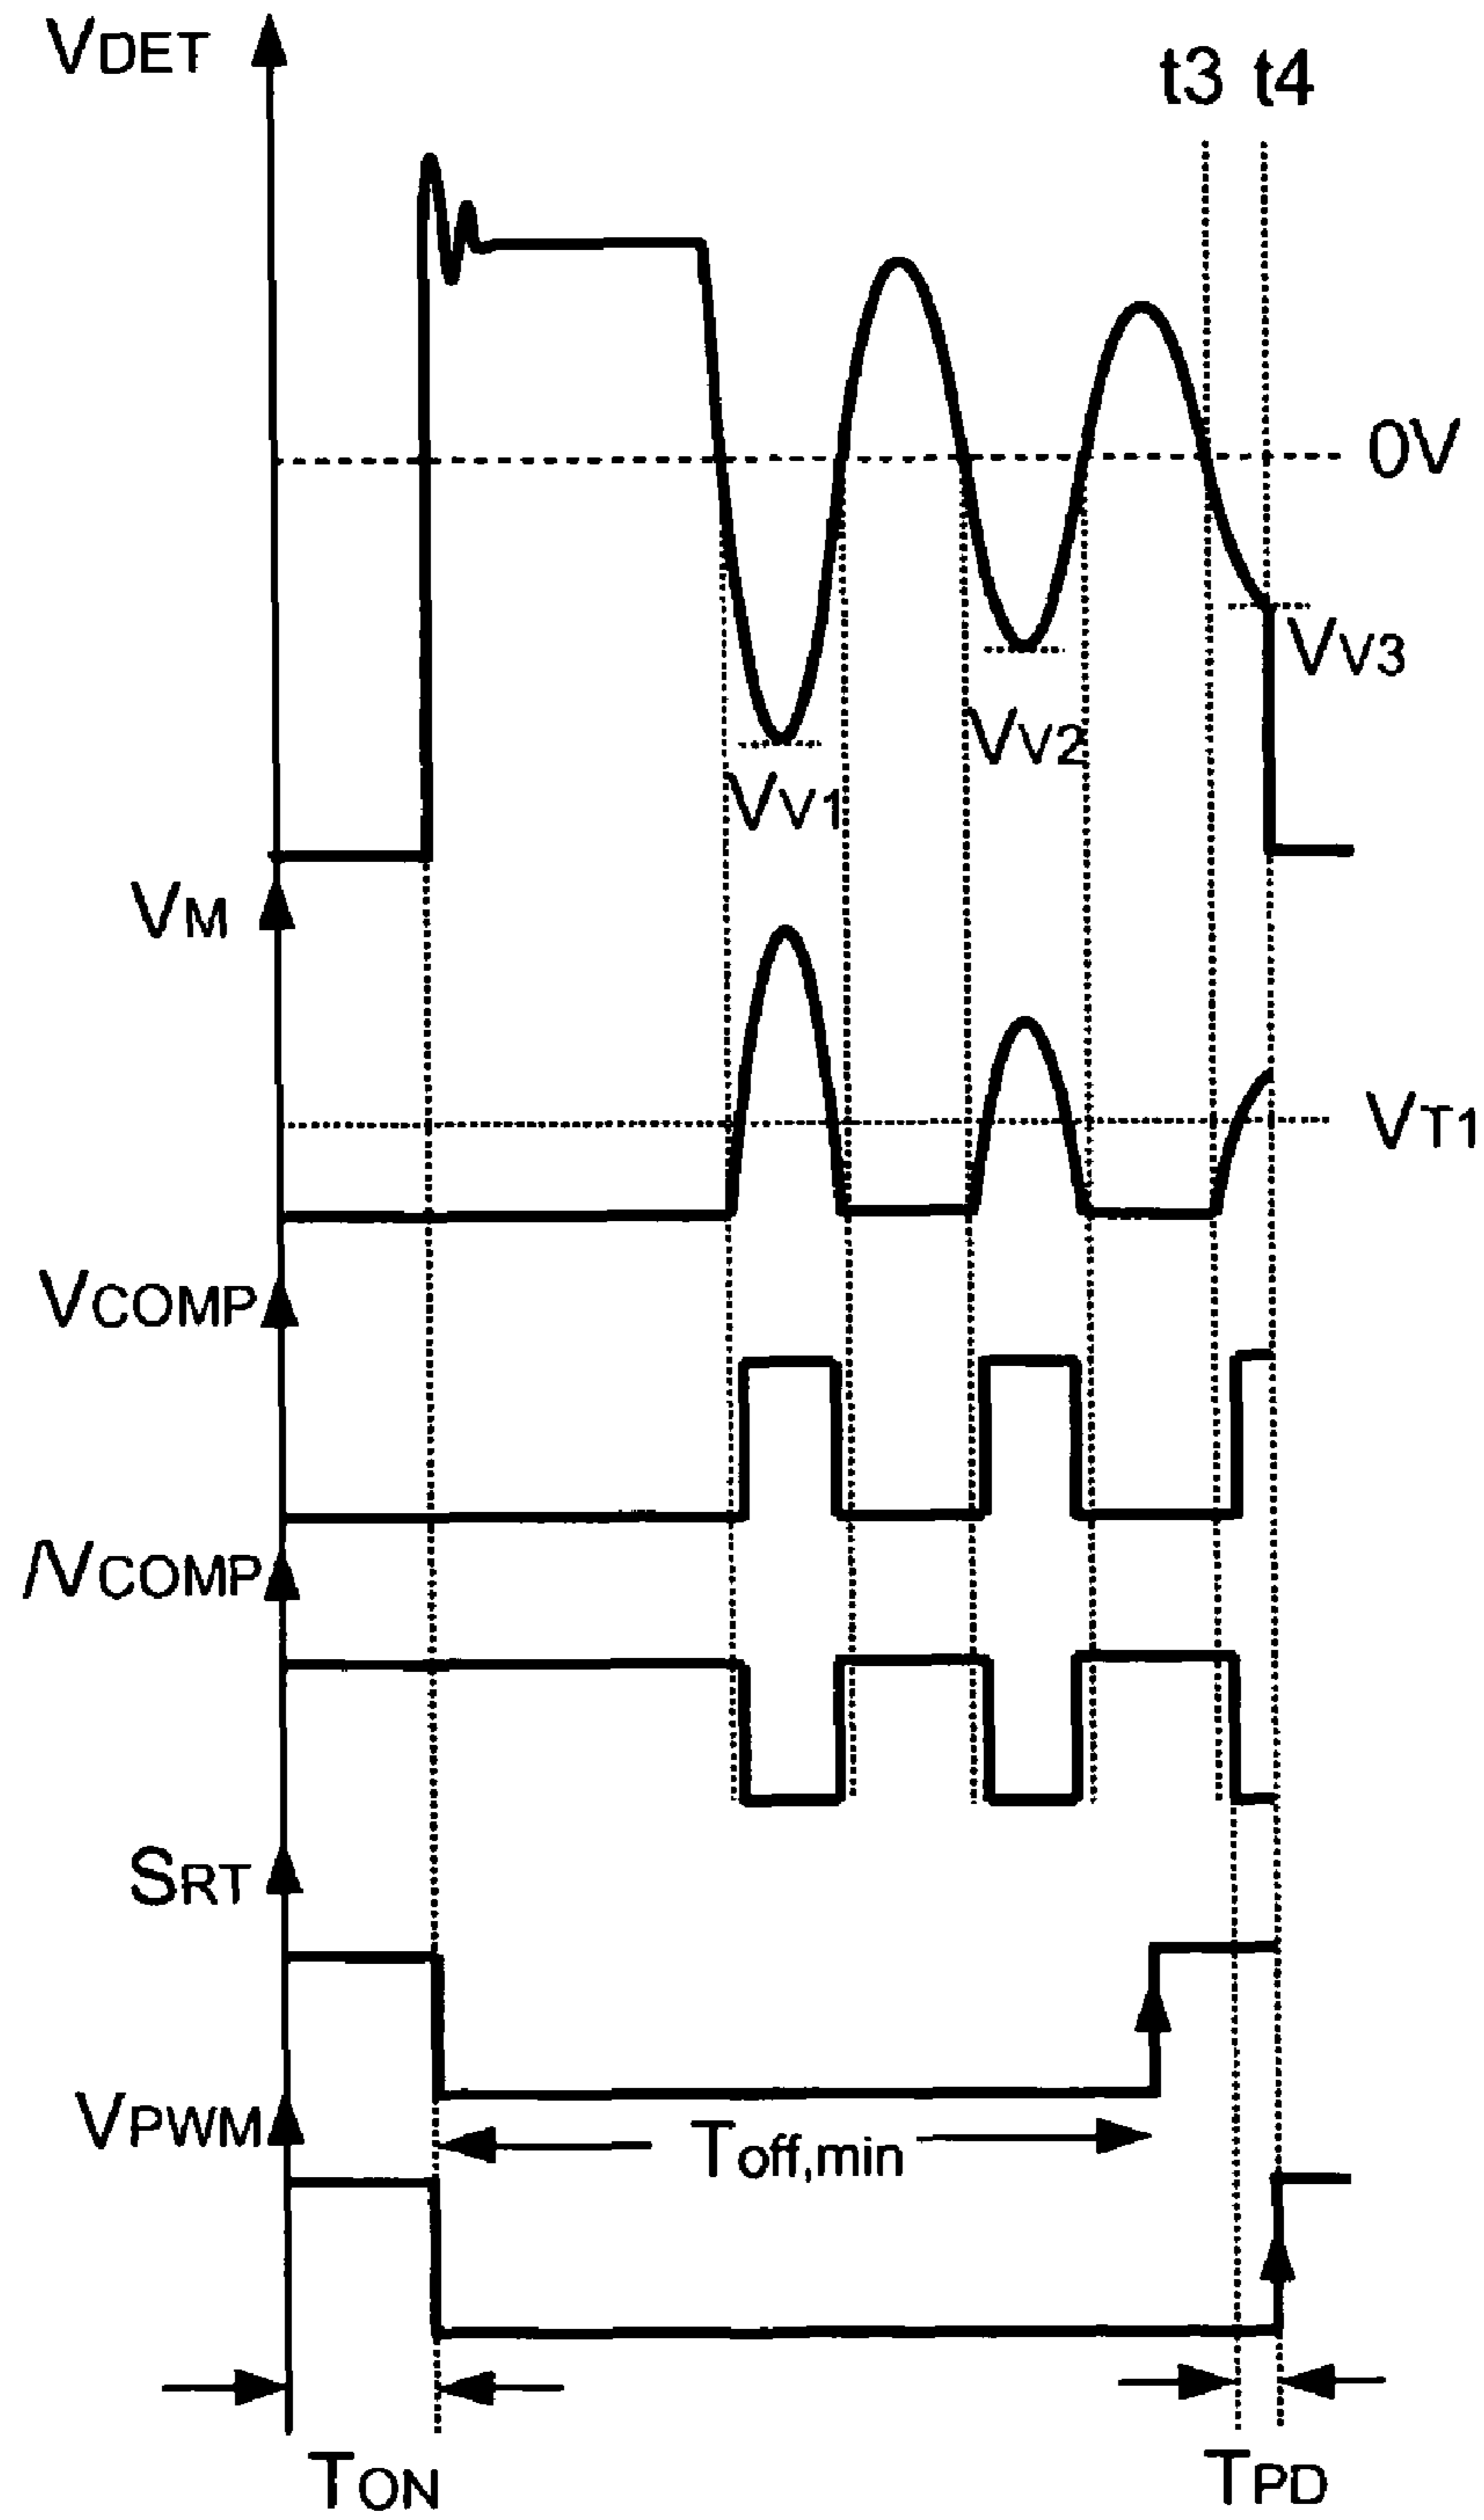 VDET
t3 t4
0V
VV3
VV2
VV1
VM
VT1
VCOMP
/VCOMP
SRT
VPWM
Toff,min
TON
TPD